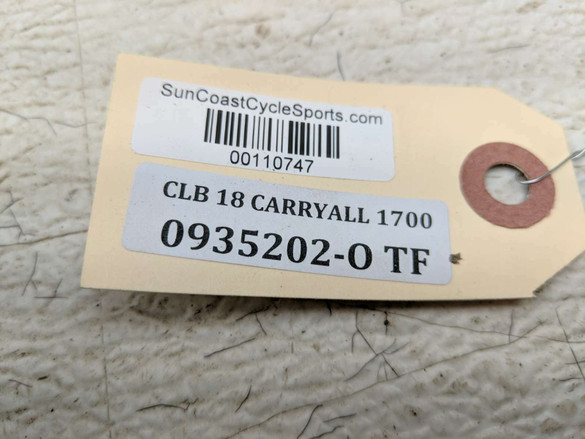 SunCoastCycleSports.com
00110747
CLB 18 CARRYALL 1700
0935202-O TF